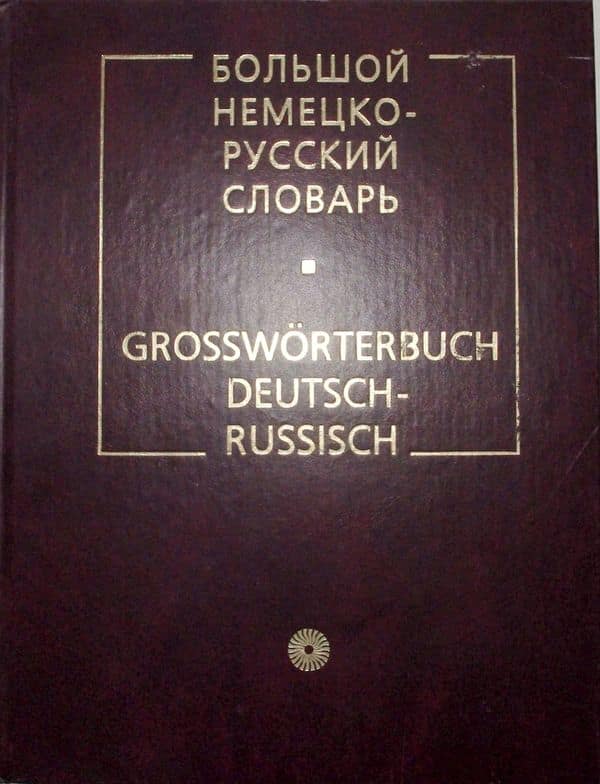 БОЛЬШОЙ
НЕМЕЦКО-
РУССКИЙ
СЛОВАРЬ
GROSSWÖRTERBUCH
DEUTSCH-
RUSSISCH